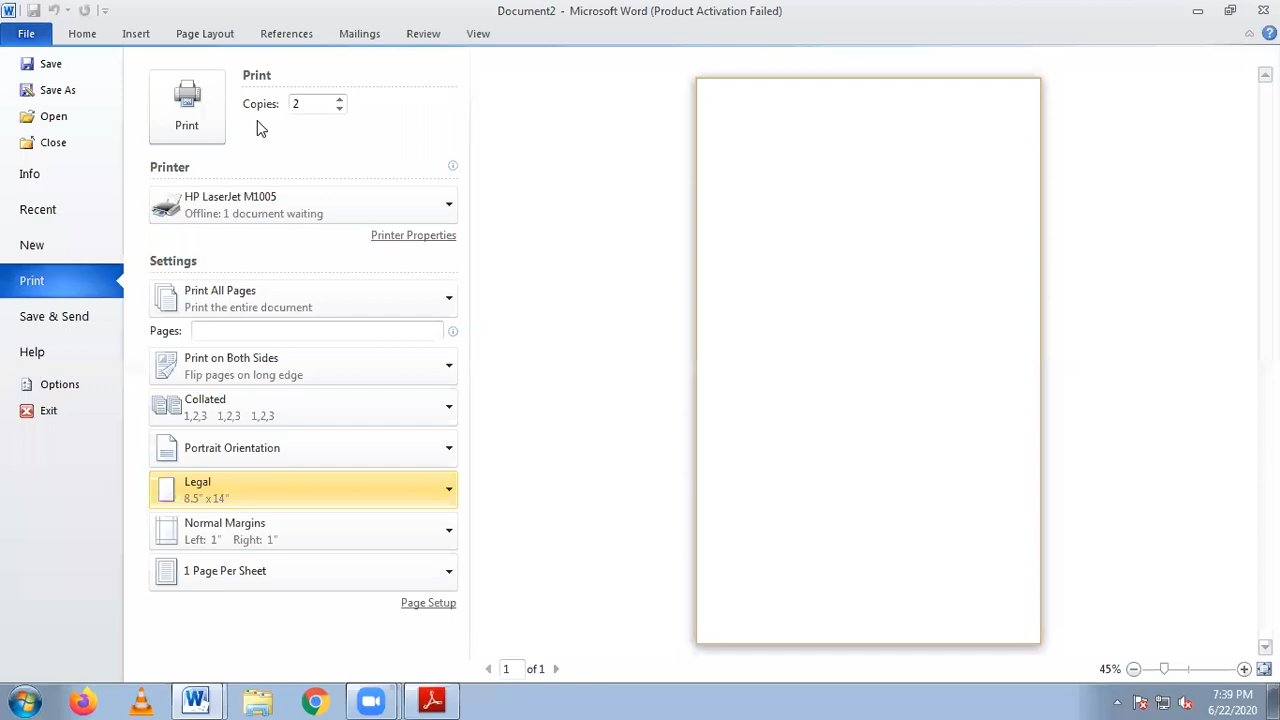 Document2 - Microsoft Word (Product Activation Failed)
File Home Insert Page Layout References Mailings Review View
Save
Save As
Open
Close
Info
Recent
New
Print
Save & Send
Help
Options
Exit
Print
Print
Copies: 2
Printer
HP LaserJet M1005
Offline: 1 document waiting
Printer Properties
Settings
Print All Pages
Print the entire document
Pages:
Print on Both Sides
Flip pages on long edge
Collated
1,2,3 1,2,3 1,2,3
Portrait Orientation
Legal
8.5" x 14"
Normal Margins
Left: 1" Right: 1"
1 Page Per Sheet
Page Setup
1 of 1
45%
7:39 PM
6/22/2020